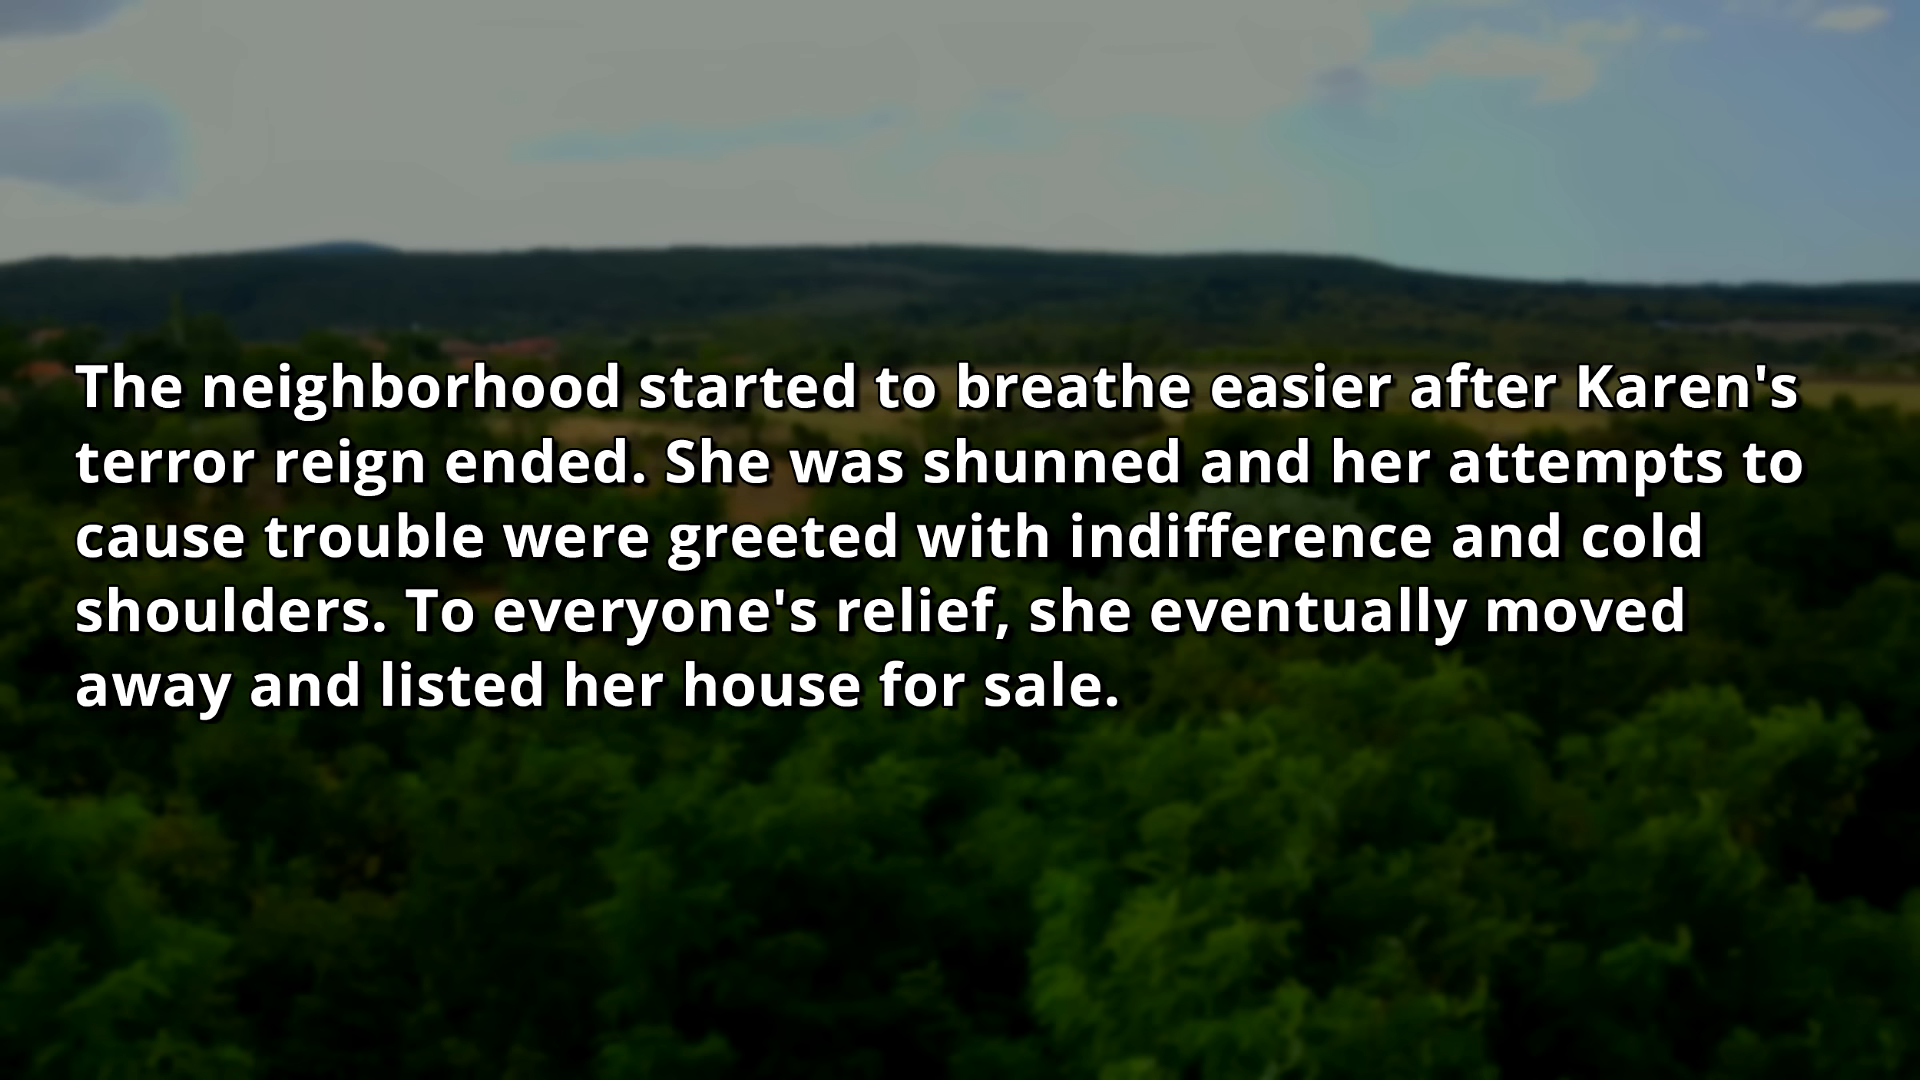 The neighborhood started to breathe easier after Karen's
terror reign ended. She was shunned and her attempts to
cause trouble were greeted with indifference and cold
shoulders. To everyone's relief, she eventually moved
away and listed her house for sale.